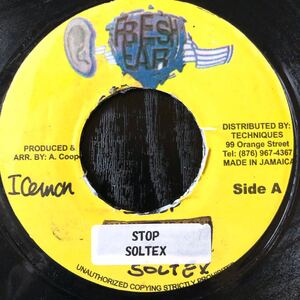 FRESH
EAR
PRODUCED &
ARR. BY: A. Coop
DISTRIBUTED BY:
TECHNIQUES
99 Orange Street
Tel: (876) 967-4367
MADE IN JAMAICA
Icemon
Side A
STOP
SOLTEX
SOLTEX
UNAUTHORIZED COPYING STRICTLY PROHIBITED